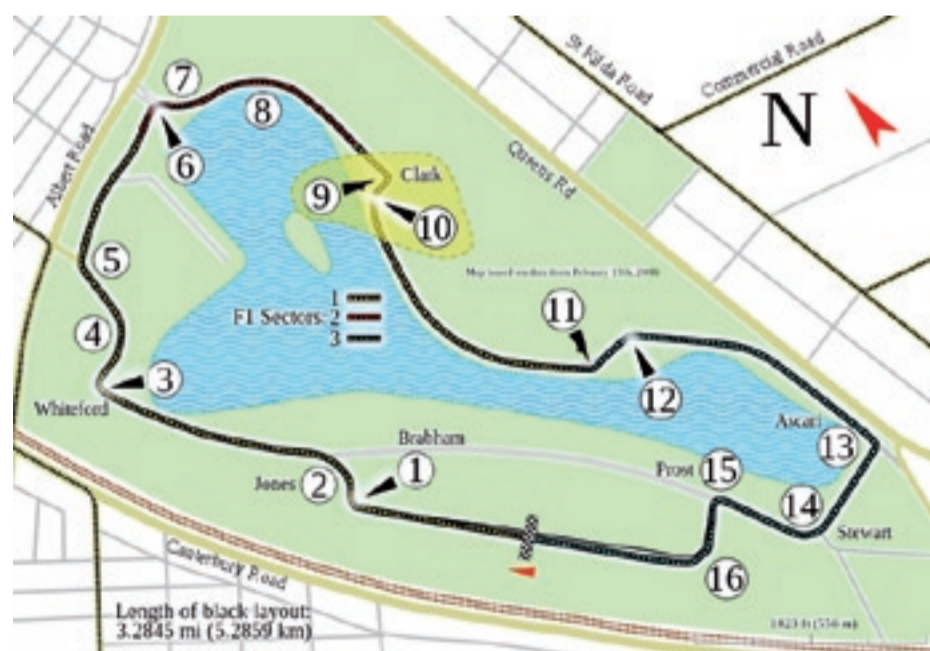 St Kilda Road
Commercial Road
N
7
8
Albert Road
6
Queens Rd
9
Clark
10
5
11
1
F1 Sectors:
2
3
4
3
12
Whiteford
Ascari
13
Brabham
1
Prost
15
Jones
2
14
Stewart
16
Canterbury Road
Length of black layout:
3.2845 mi (5.2859 km)